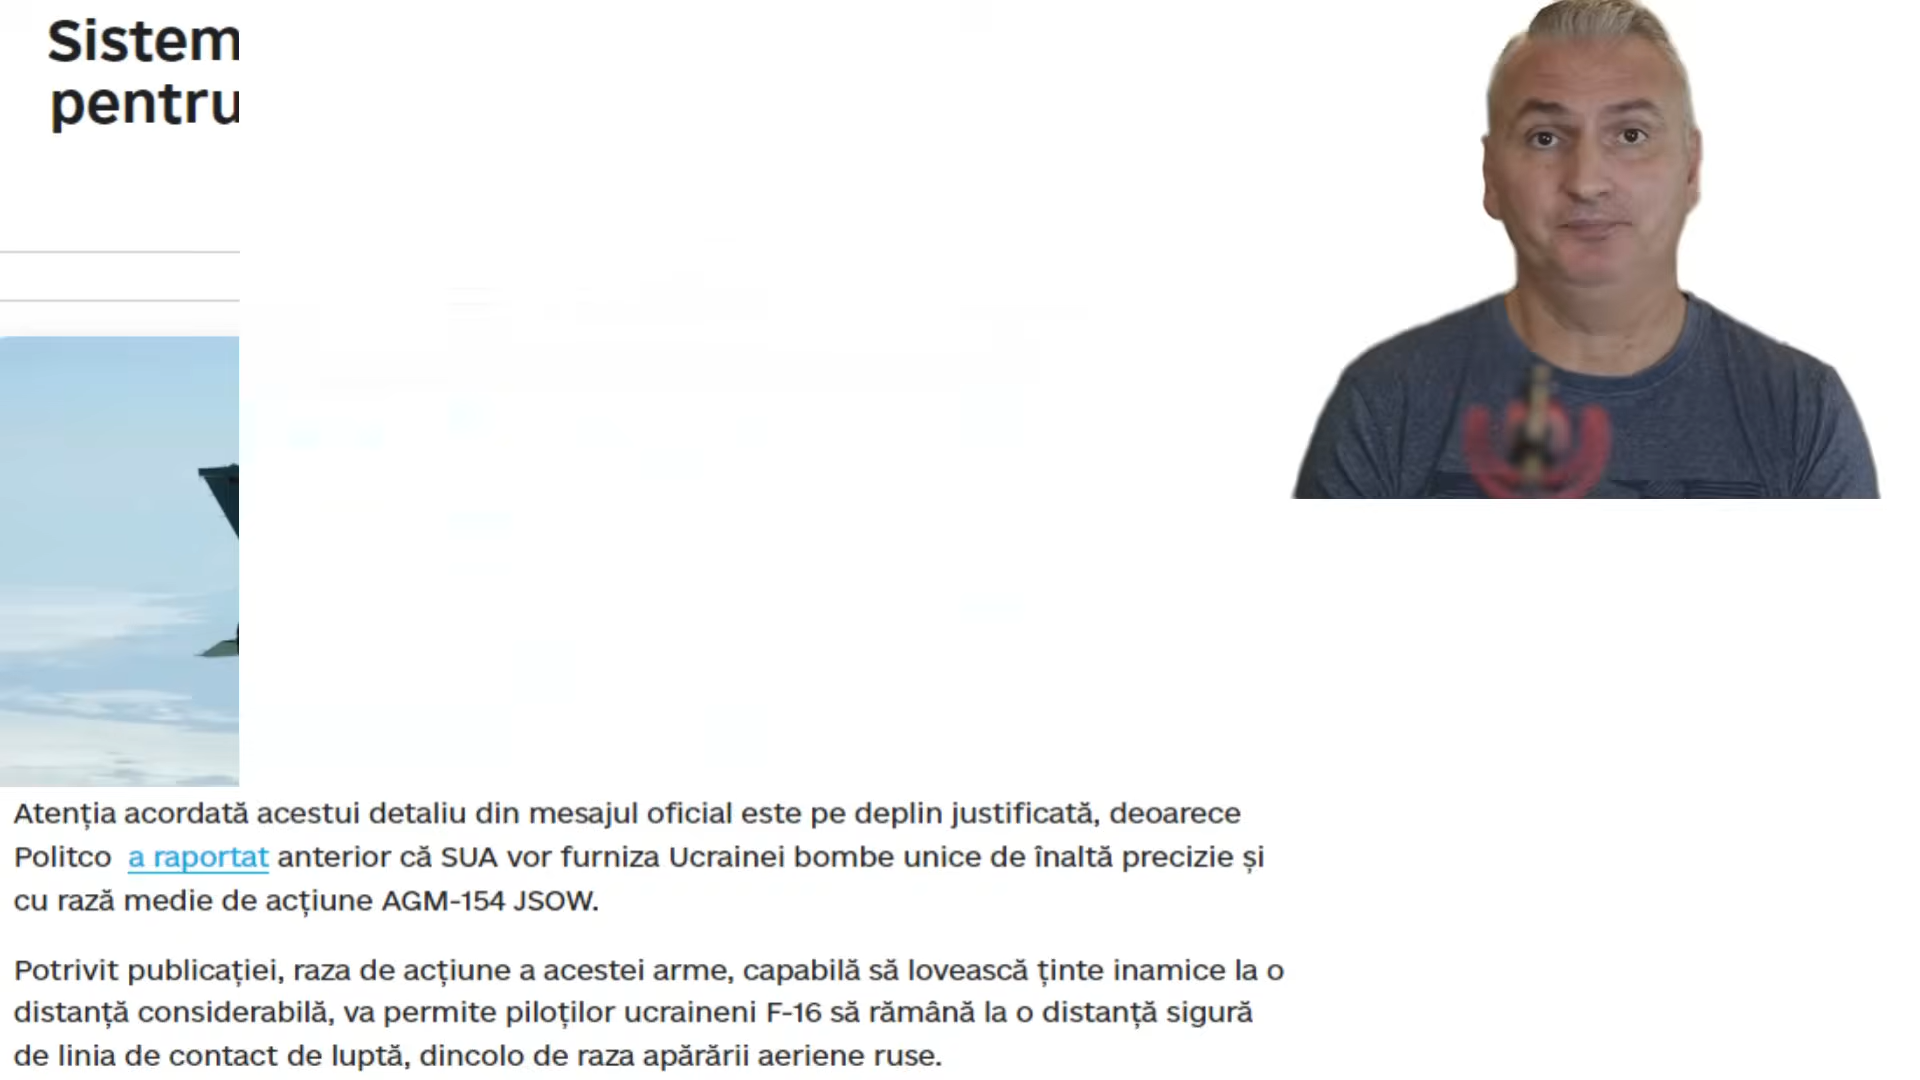 Sistem
pentru
Atenția acordată acestui detaliu din mesajul oficial este pe deplin justificată, deoarece
Politco a raportat anterior că SUA vor furniza Ucrainei bombe unice de înaltă precizie și
cu rază medie de acțiune AGM-154 JSOW.
Potrivit publicației, raza de acțiune a acestei arme, capabilă să lovească ținte inamice la o
distanță considerabilă, va permite piloților ucraineni F-16 să rămână la o distanță sigură
de linia de contact de luptă, dincolo de raza apărării aeriene ruse.